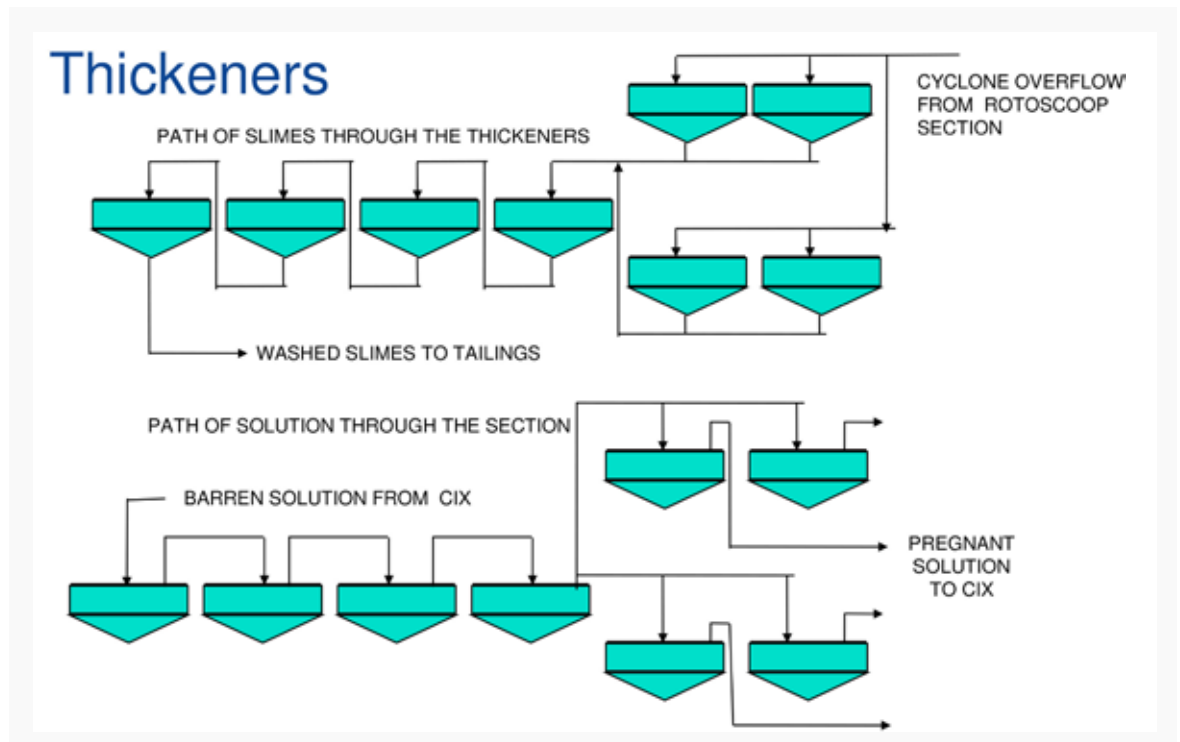 Thickeners
CYCLONE OVERFLOW'
FROM ROTOSCOOP
SECTION
PATH OF SLIMES THROUGH THE THICKENERS
WASHED SLIMES TO TAILINGS
PATH OF SOLUTION THROUGH THE SECTION
BARREN SOLUTION FROM CIX
PREGNANT
SOLUTION
TO CIX